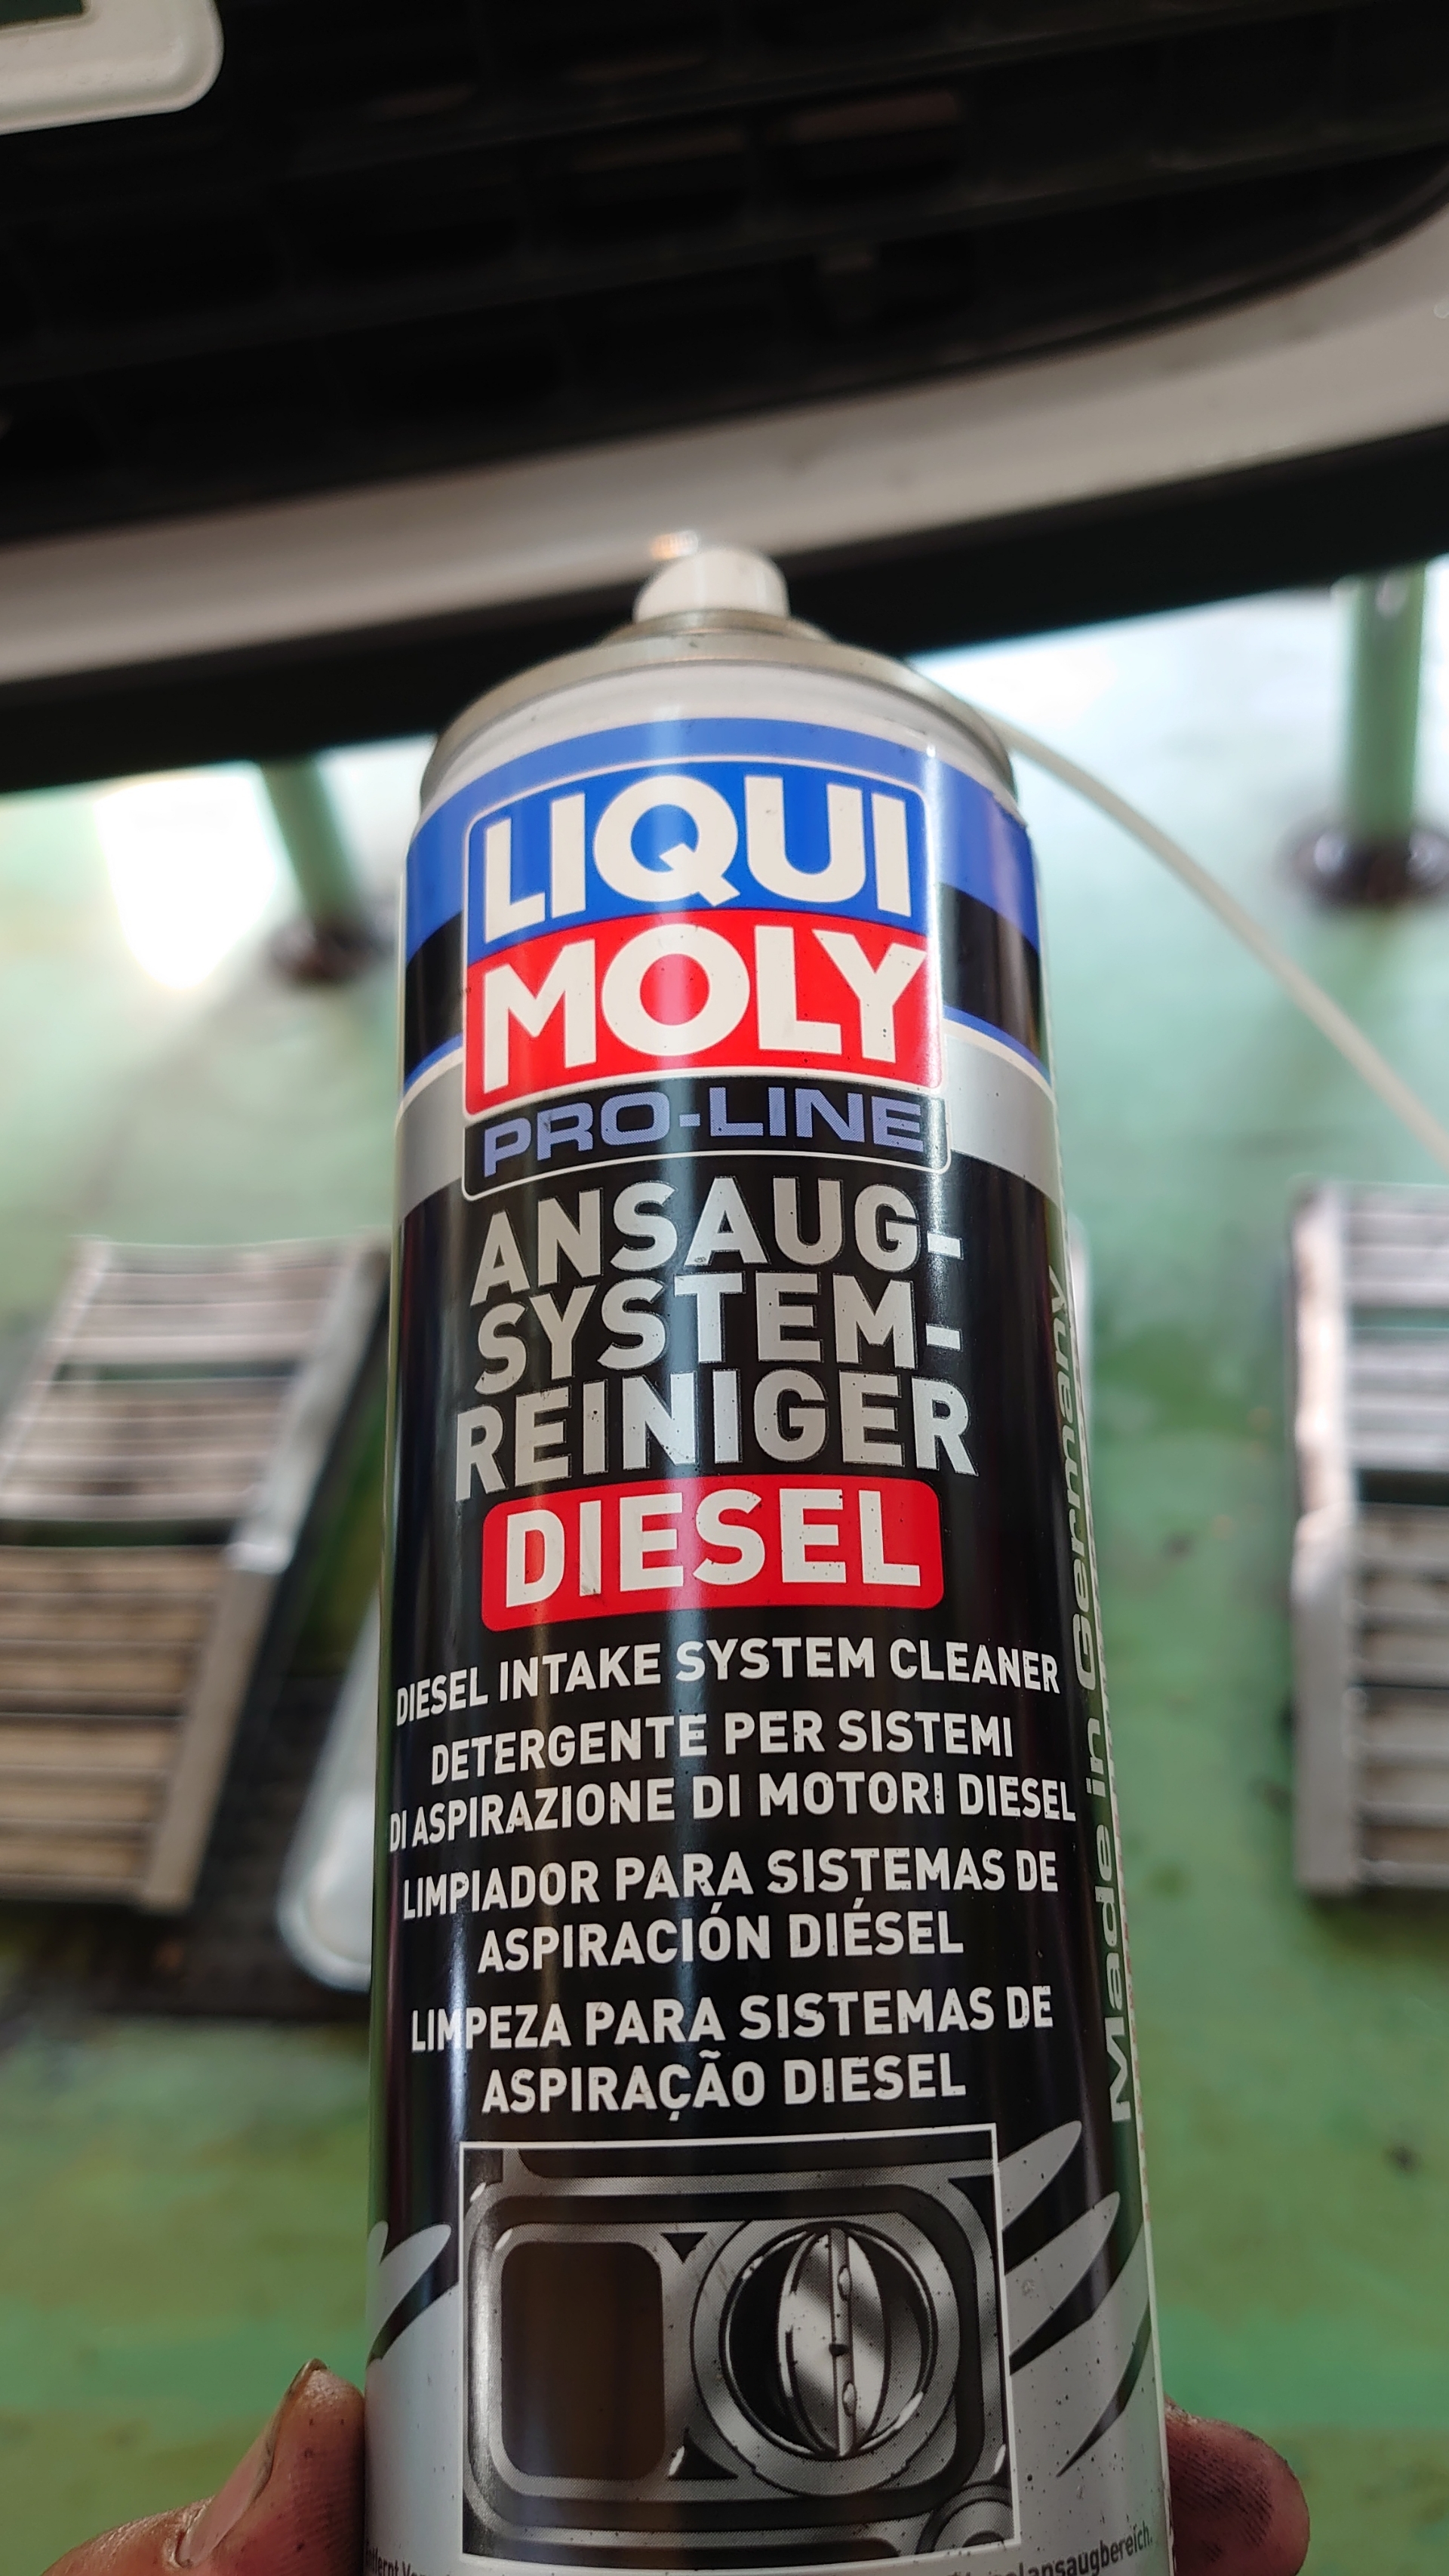 LIQUI
MOLY
PRO-LINE
ANSAUG-
SYSTEM-
REINIGER
DIESEL
DIESEL INTAKE SYSTEM CLEANER
DETERGENTE PER SISTEMI
DI ASPIRAZIONE DI MOTORI DIESEL
LIMPIADOR PARA SISTEMAS DE
ASPIRACIÓN DIÉSEL
LIMPEZA PARA SISTEMAS DE
ASPIRAÇÃO DIESEL
Made in Germany